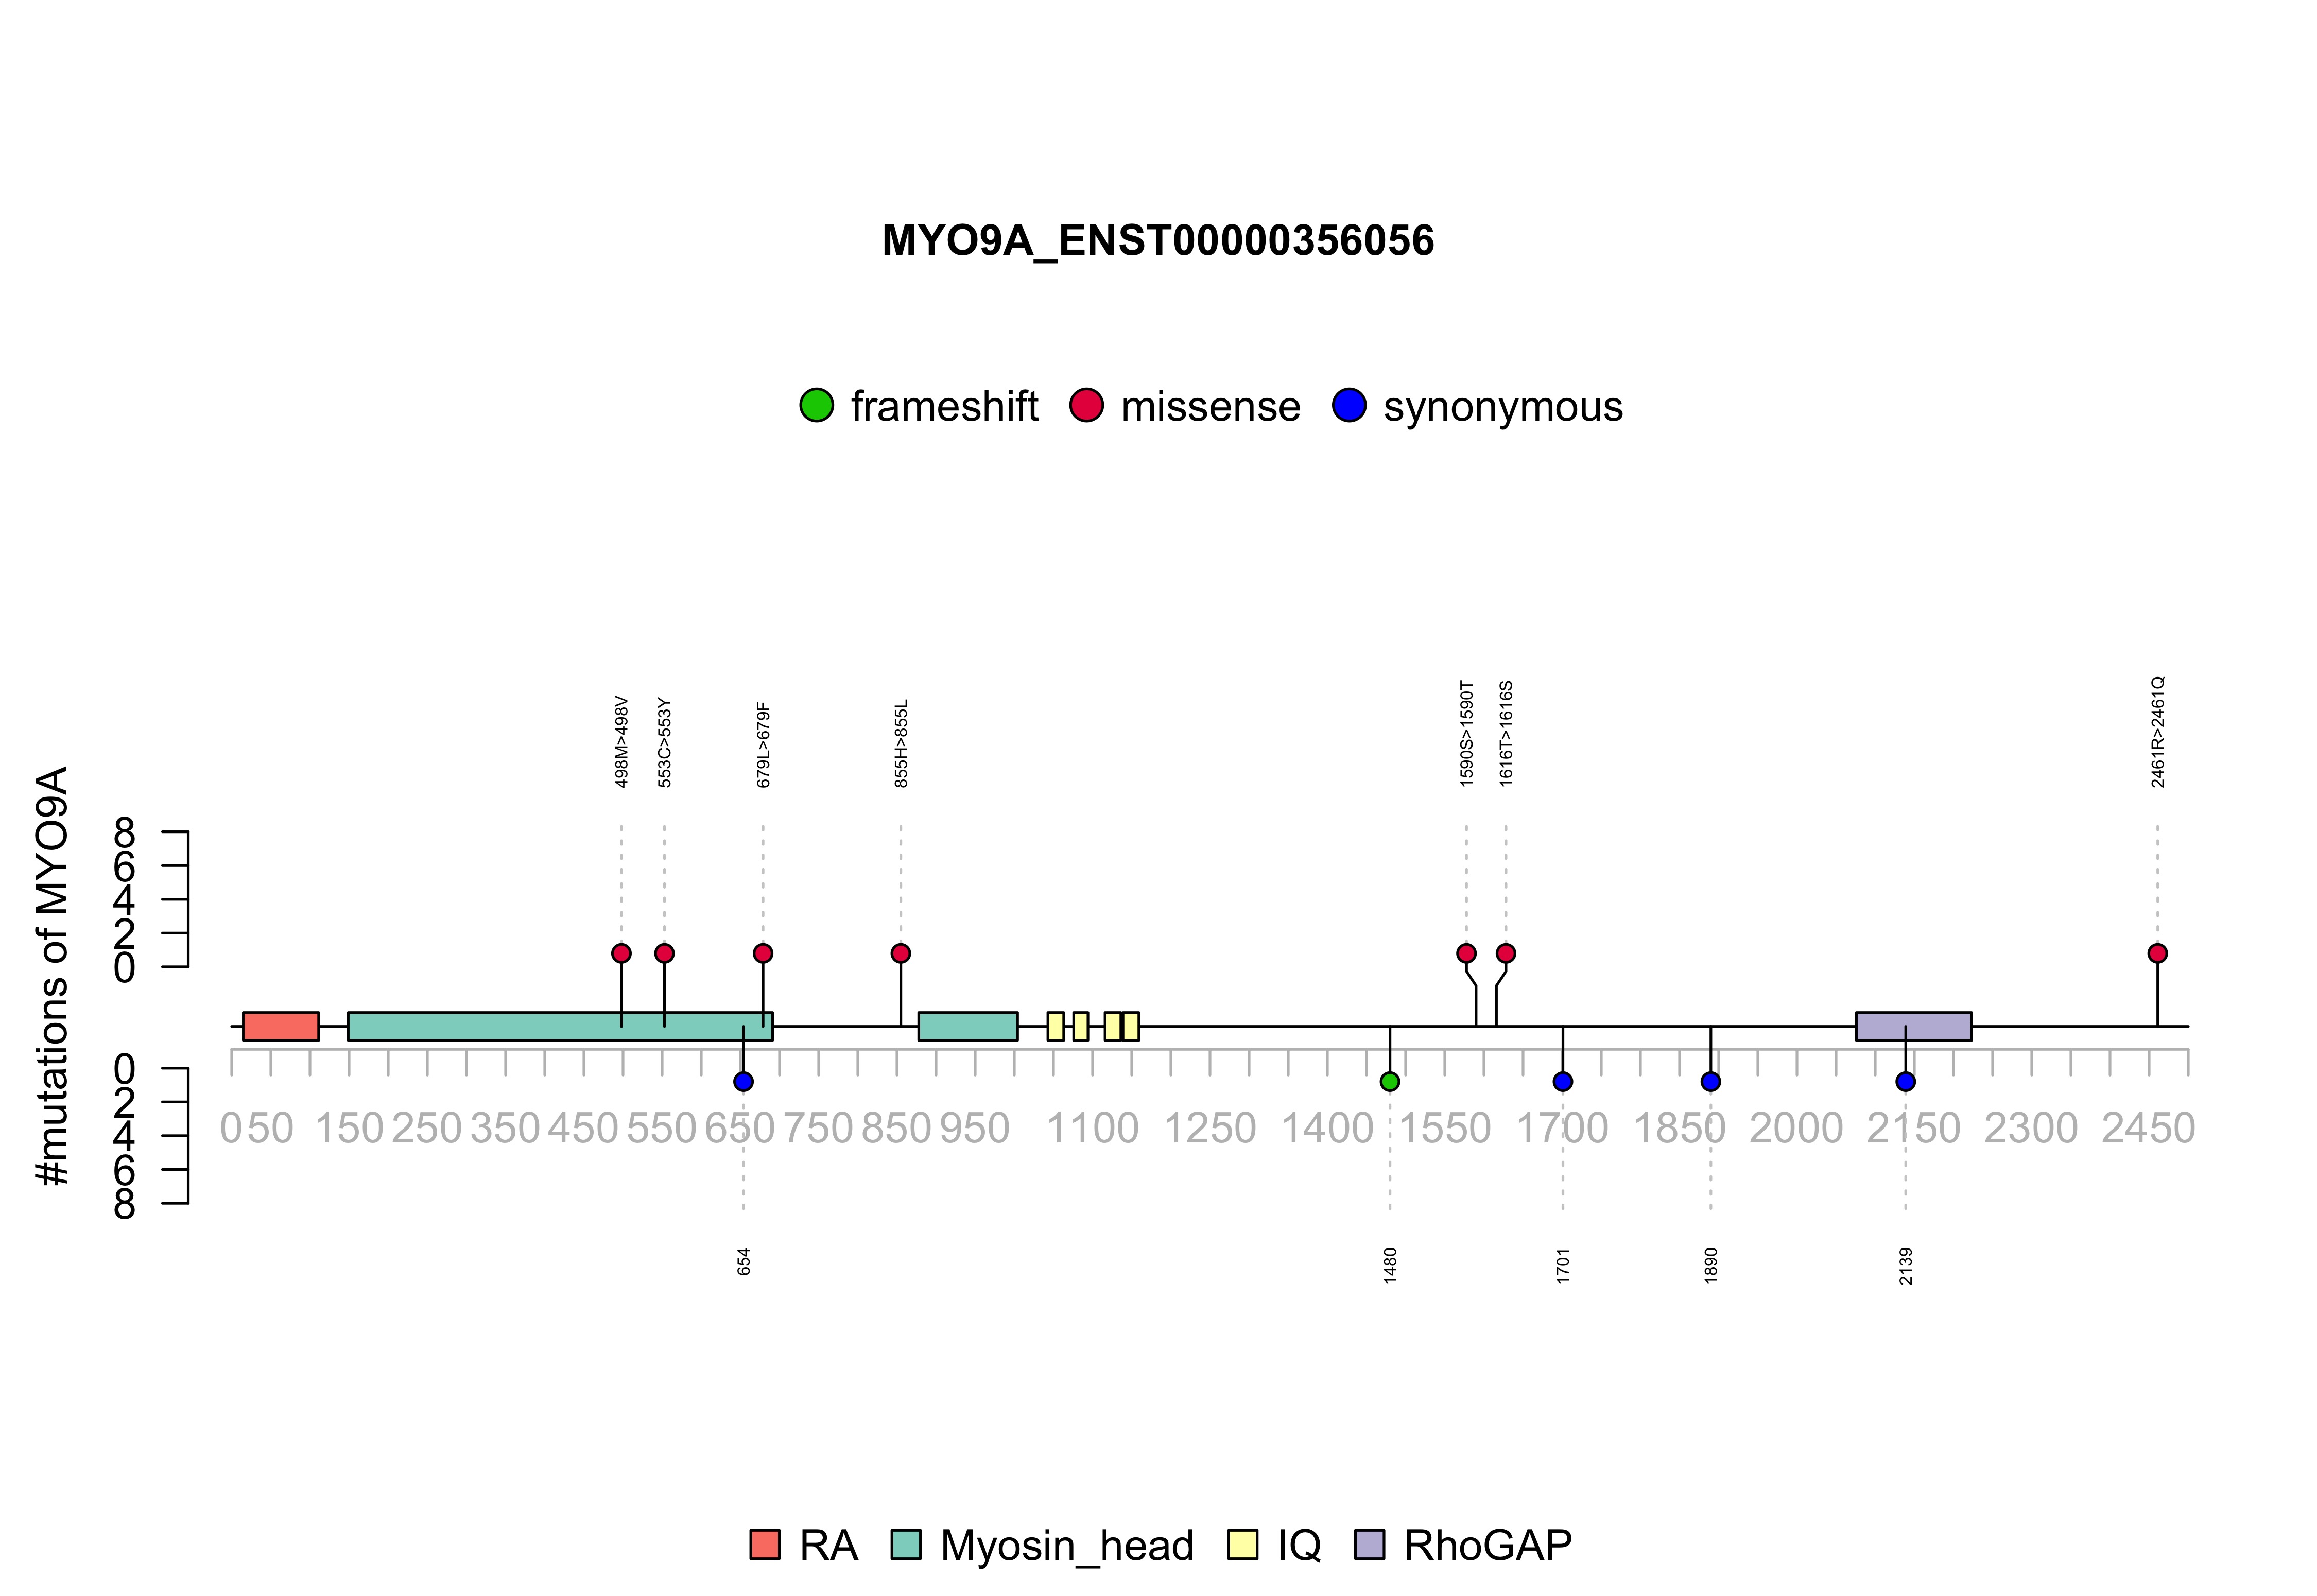 MYO9A_ENST00000356056
frameshift missense synonymous
498M>498V
553C>553Y
679L>679F
855H>855L
1590S>1590T
1616T>1616S
2461R>2461Q
#mutations of MYO9A
8
6
4
2
0
0
2
4
6
8
0 50 150 250 350 450 550 650 750 850 950 1100 1250 1400 1550 1700 1850 2000 2150 2300 2450
654
1480
1701
1890
2139
RA Myosin_head IQ RhoGAP